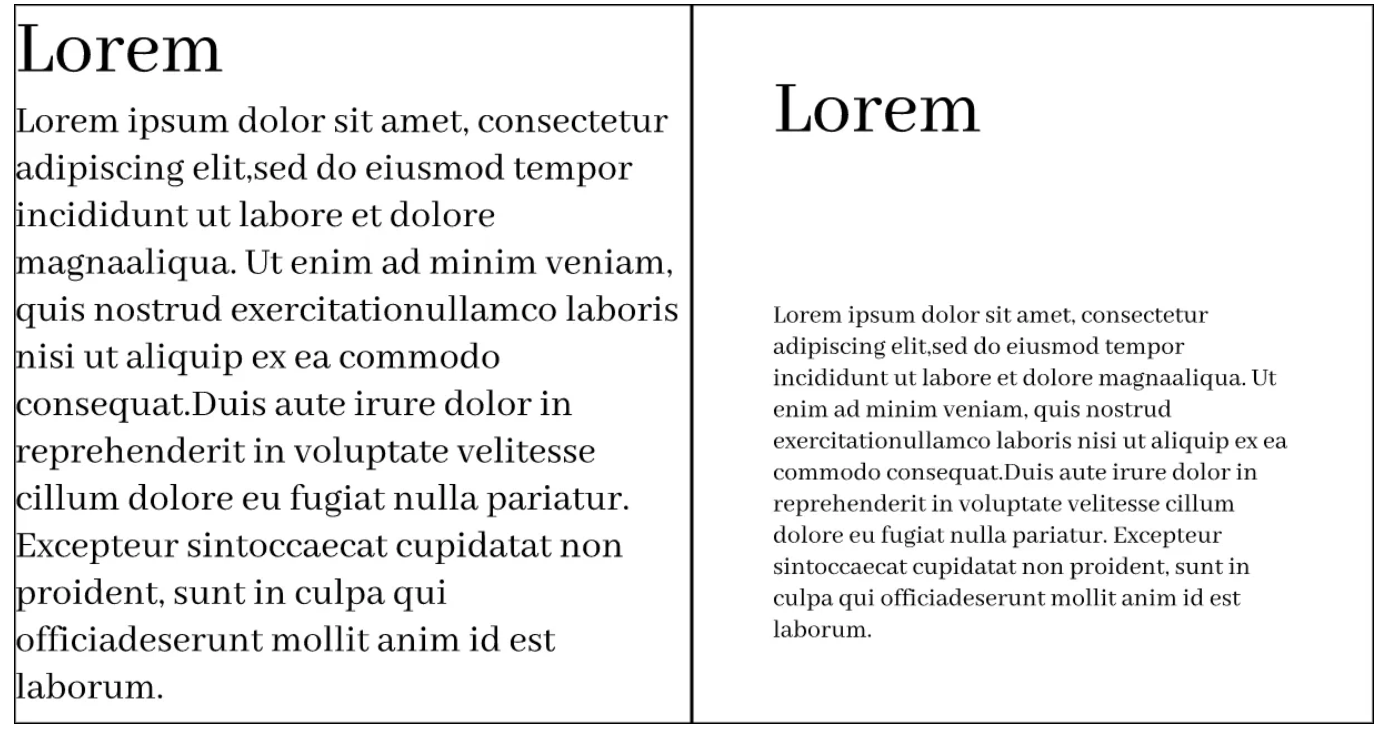 Lorem
Lorem ipsum dolor sit amet, consectetur
adipiscing elit,sed do eiusmod tempor
incididunt ut labore et dolore
magnaaliqua. Ut enim ad minim veniam,
quis nostrud exercitationullamco laboris
nisi ut aliquip ex ea commodo
consequat.Duis aute irure dolor in
reprehenderit in voluptate velitesse
cillum dolore eu fugiat nulla pariatur.
Excepteur sintoccaecat cupidatat non
proident, sunt in culpa qui
officiadeserunt mollit anim id est
laborum.
Lorem
Lorem ipsum dolor sit amet, consectetur
adipiscing elit,sed do eiusmod tempor
incididunt ut labore et dolore magnaaliqua. Ut
enim ad minim veniam, quis nostrud
exercitationullamco laboris nisi ut aliquip ex ea
commodo consequat.Duis aute irure dolor in
reprehenderit in voluptate velitesse cillum
dolore eu fugiat nulla pariatur. Excepteur
sintoccaecat cupidatat non proident, sunt in
culpa qui officiadeserunt mollit anim id est
laborum.